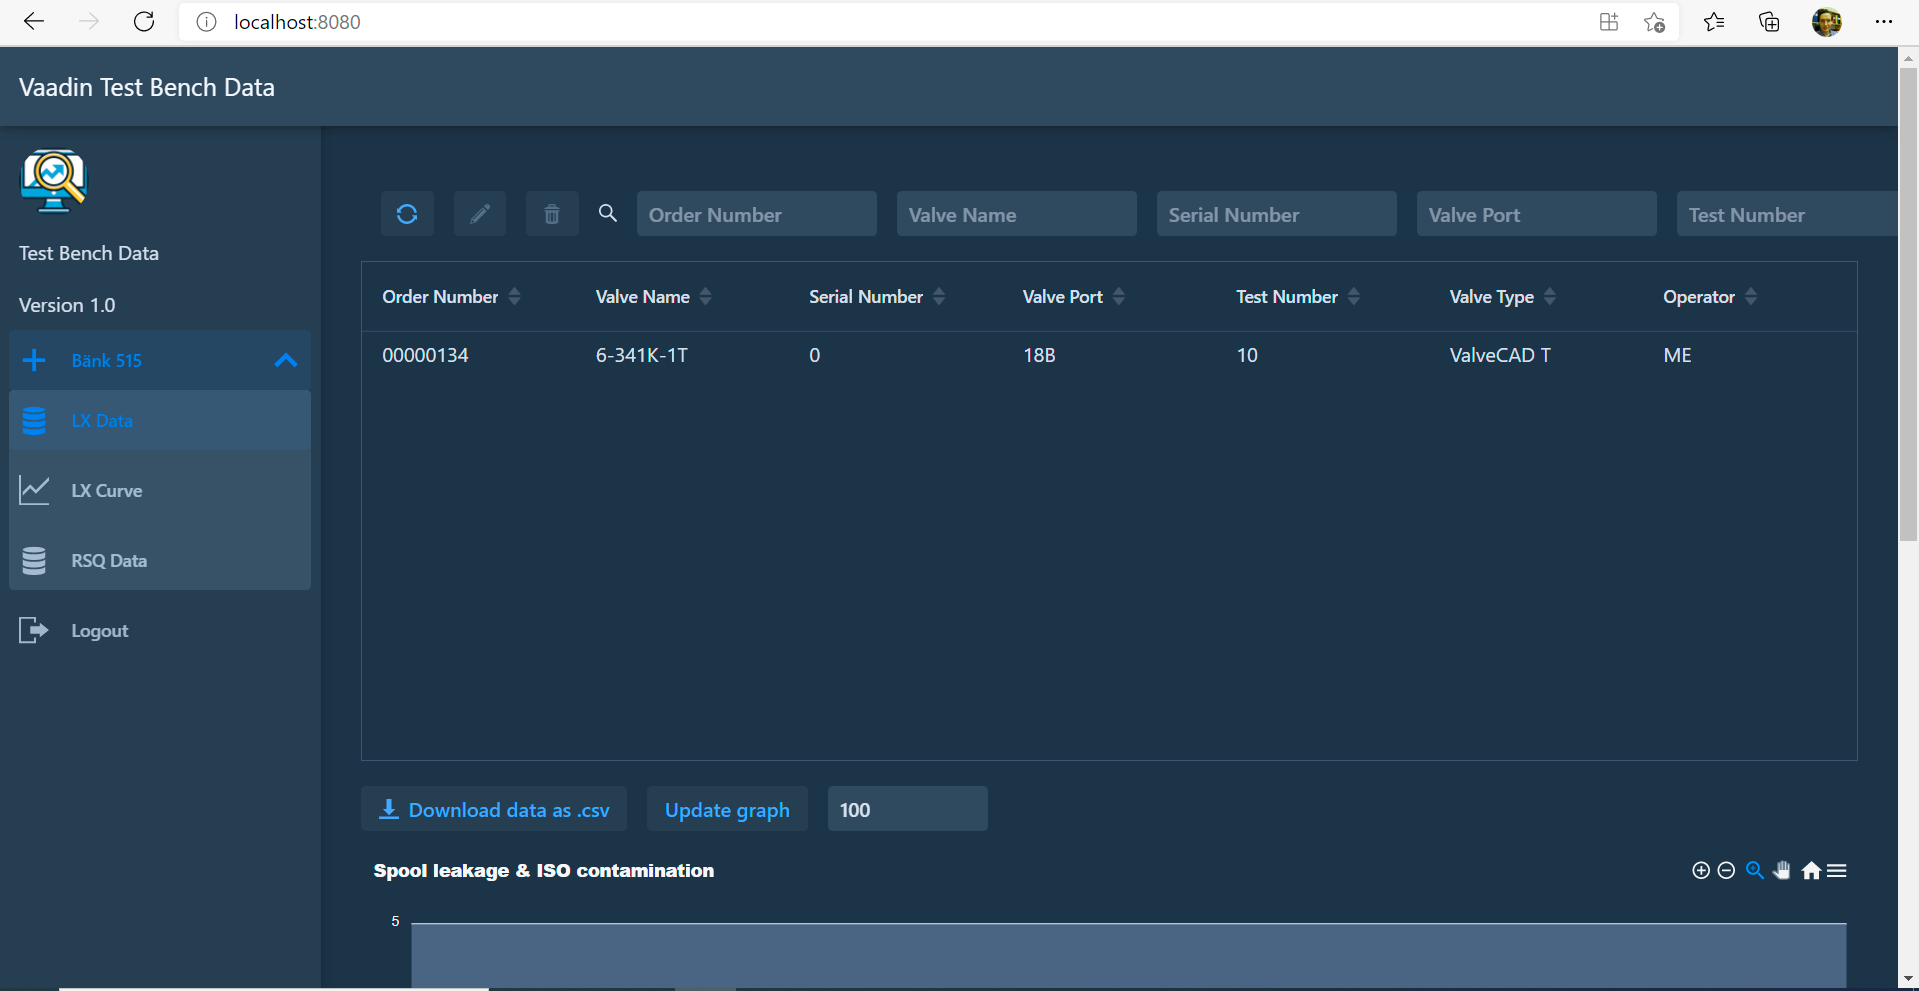 localhost:8080
Vaadin Test Bench Data
Test Bench Data
Version 1.0
Bänk 515
LX Data
LX Curve
RSQ Data
Logout
Order Number Valve Name Serial Number Valve Port Test Number
Order Number Valve Name Serial Number Valve Port Test Number Valve Type Operator
00000134 6-341K-1T 0 18B 10 ValveCAD T ME
Download data as .csv Update graph 100
Spool leakage & ISO contamination
5